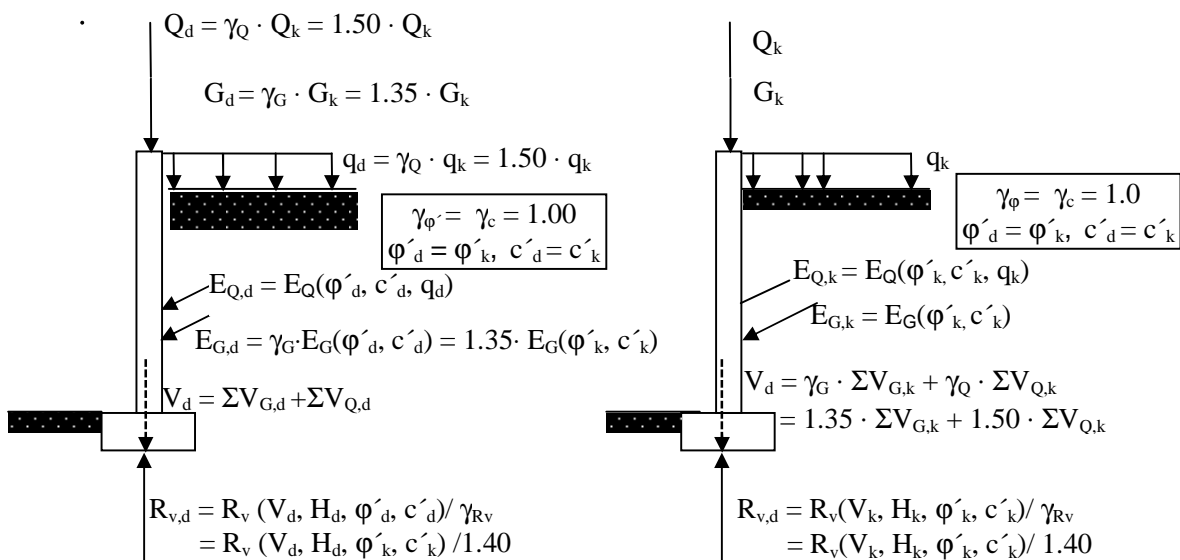 .
Q_d = γ_Q · Q_k = 1.50 · Q_k
G_d = γ_G · G_k = 1.35 · G_k
q_d = γ_Q · q_k = 1.50 · q_k
γ_φ´ = γ_c = 1.00
φ´_d = φ´_k, c´_d = c´_k
E_Q,d = E_Q(φ´_d, c´_d, q_d)
E_G,d = γ_G·E_G(φ´_d, c´_d) = 1.35· E_G(φ´_k, c´_k)
V_d = ΣV_G,d +ΣV_Q,d
R_v,d = R_v (V_d, H_d, φ´_d, c´_d)/ γ_Rv
= R_v (V_d, H_d, φ´_k, c´_k) /1.40
Q_k
G_k
q_k
γ_φ = γ_c = 1.0
φ´_d = φ´_k, c´_d = c´_k
E_Q,k = E_Q(φ´_k, c´_k, q_k)
E_G,k = E_G(φ´_k, c´_k)
V_d = γ_G · ΣV_G,k + γ_Q · ΣV_Q,k
= 1.35 · ΣV_G,k + 1.50 · ΣV_Q,k
R_v,d = R_v(V_k, H_k, φ´_k, c´_k)/ γ_Rv
= R_v(V_k, H_k, φ´_k, c´_k)/ 1.40